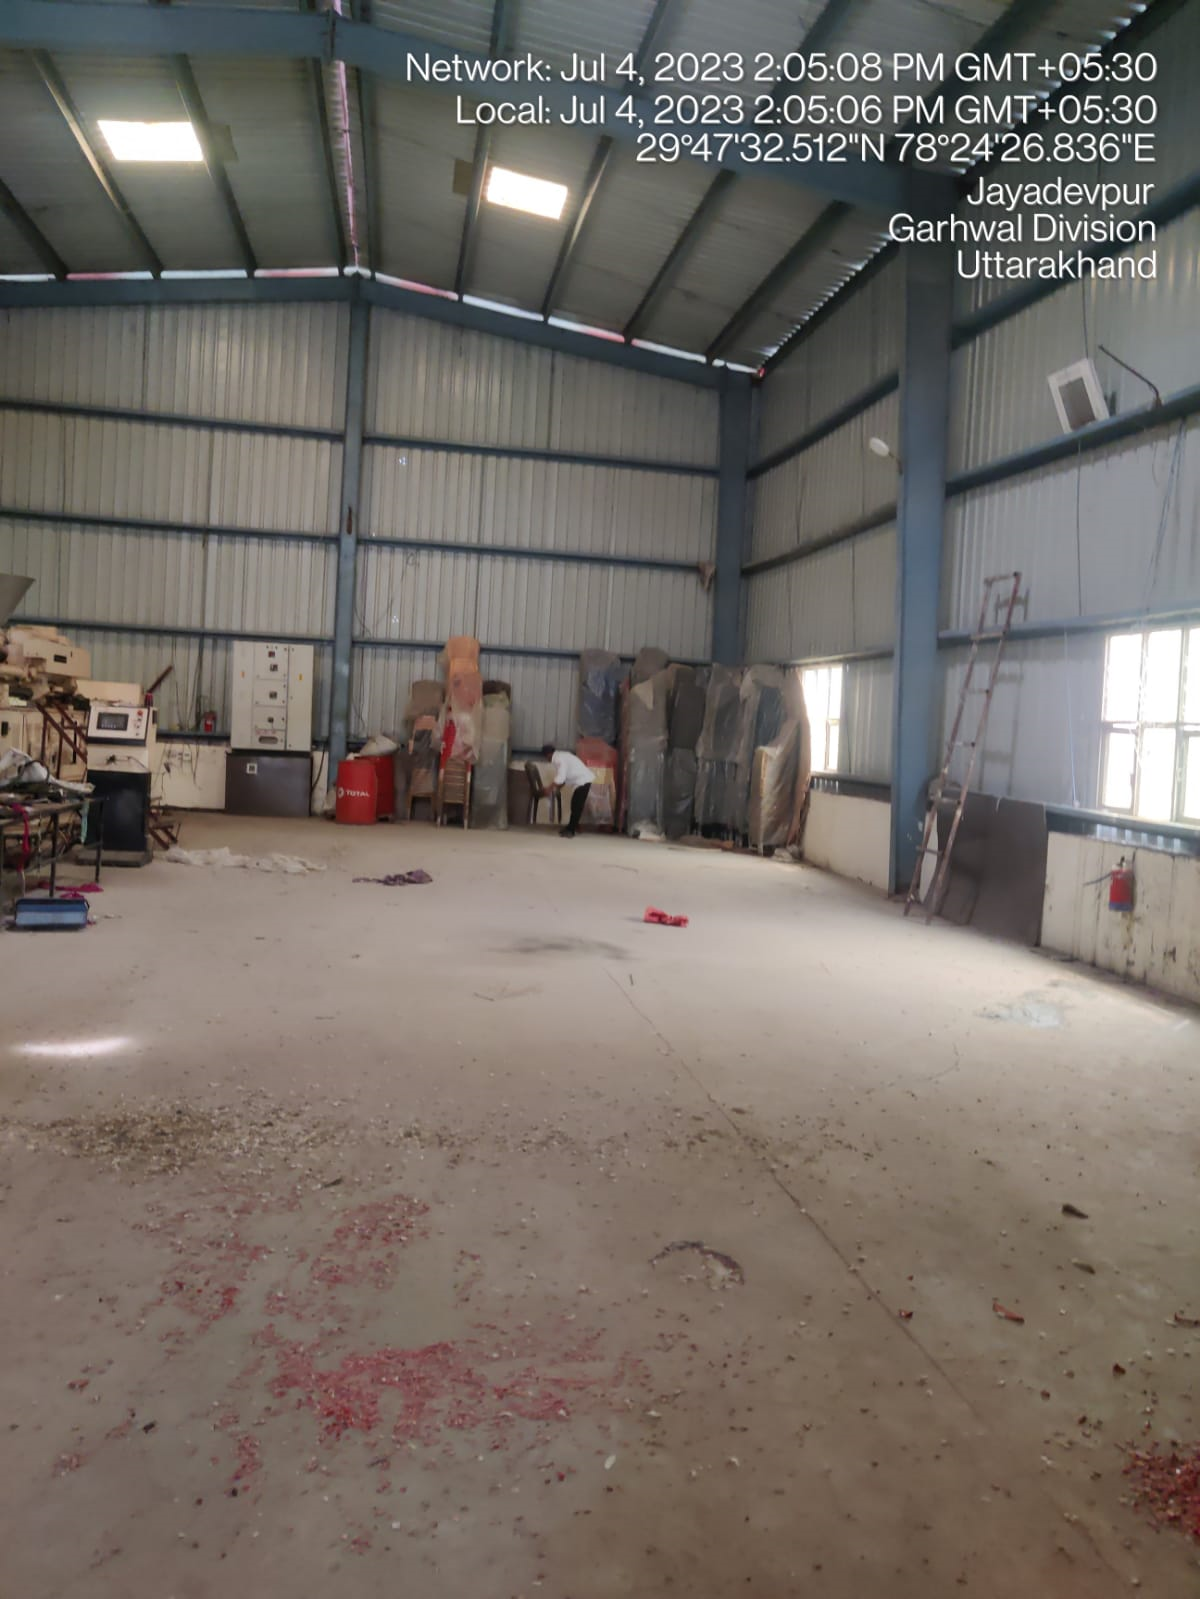 Network: Jul 4, 2023 2:05:08 PM GMT+05:30
Local: Jul 4, 2023 2:05:06 PM GMT+05:30
29°47'32.512"N 78°24'26.836"E
Jayadevpur
Garhwal Division
Uttarakhand
TOTAL